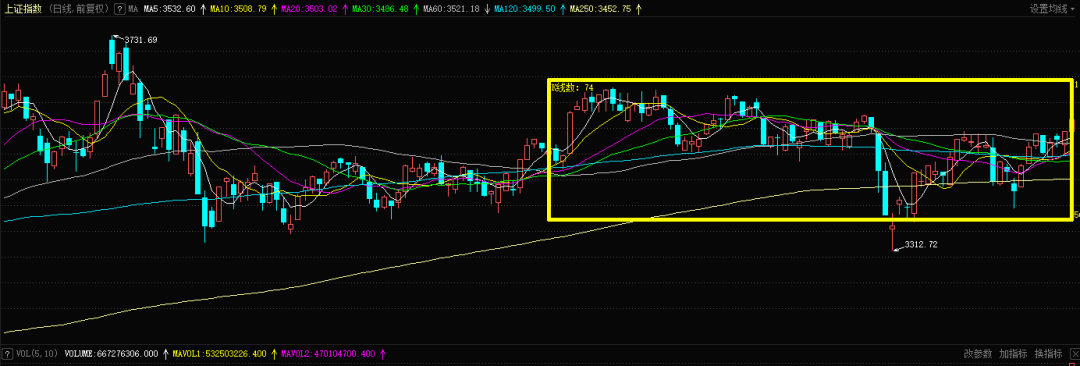 上证指数 (日线.前复权) ? MA MA5:3532.60 ↑ MA10:3508.79 ↑ MA20:3503.02 ↑ MA30:3486.48 ↑ MA60:3521.18 ↓ MA120:3499.50 ↑ MA250:3452.75 ↑ 设置均线
3731.69
K线数: 74
3312.72
? VOL(5,10) VOLUME:667276306.000 ↑ MAVOL1:532503226.400 ↑ MAVOL2:470104700.400 ↑ 改参数 加指标 换指标